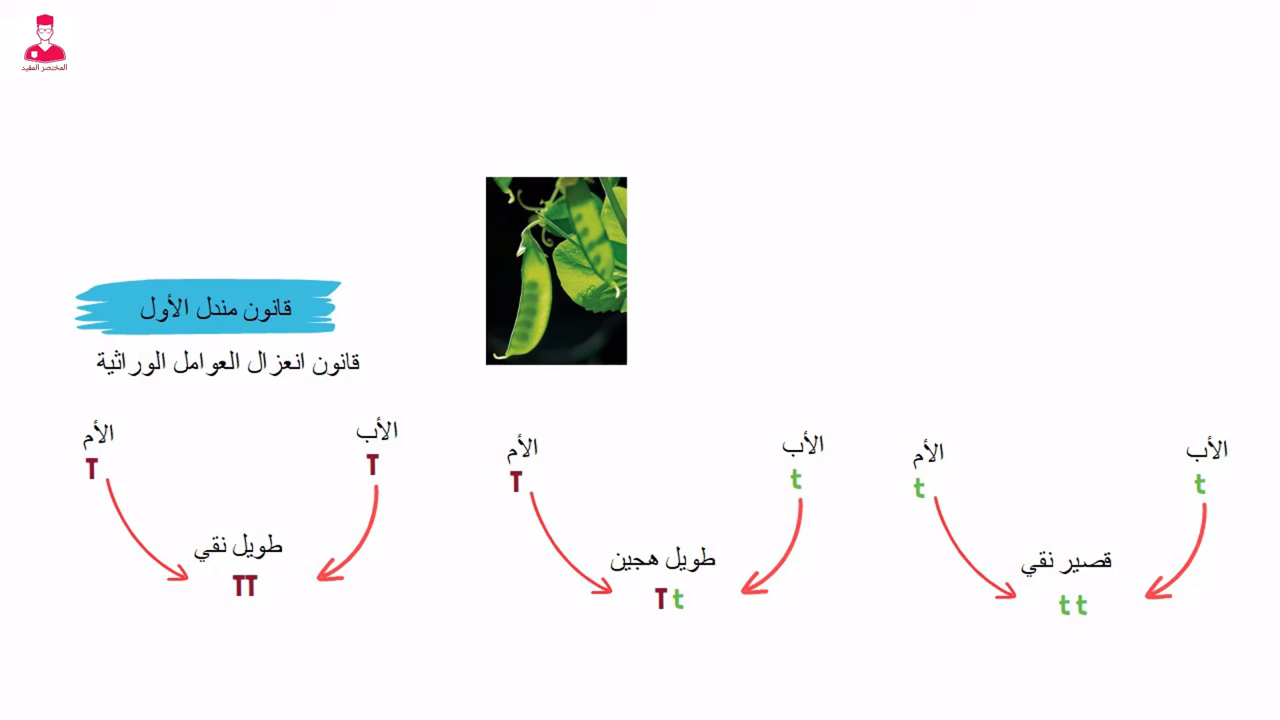 المختصر المفيد
قانون مندل الأول
قانون انعزال العوامل الوراثية
الأب
الأم
T
T
طويل نقي
TT
الأب
الأم
t
T
طويل هجين
Tt
الأب
الأم
t
t
قصير نقي
tt